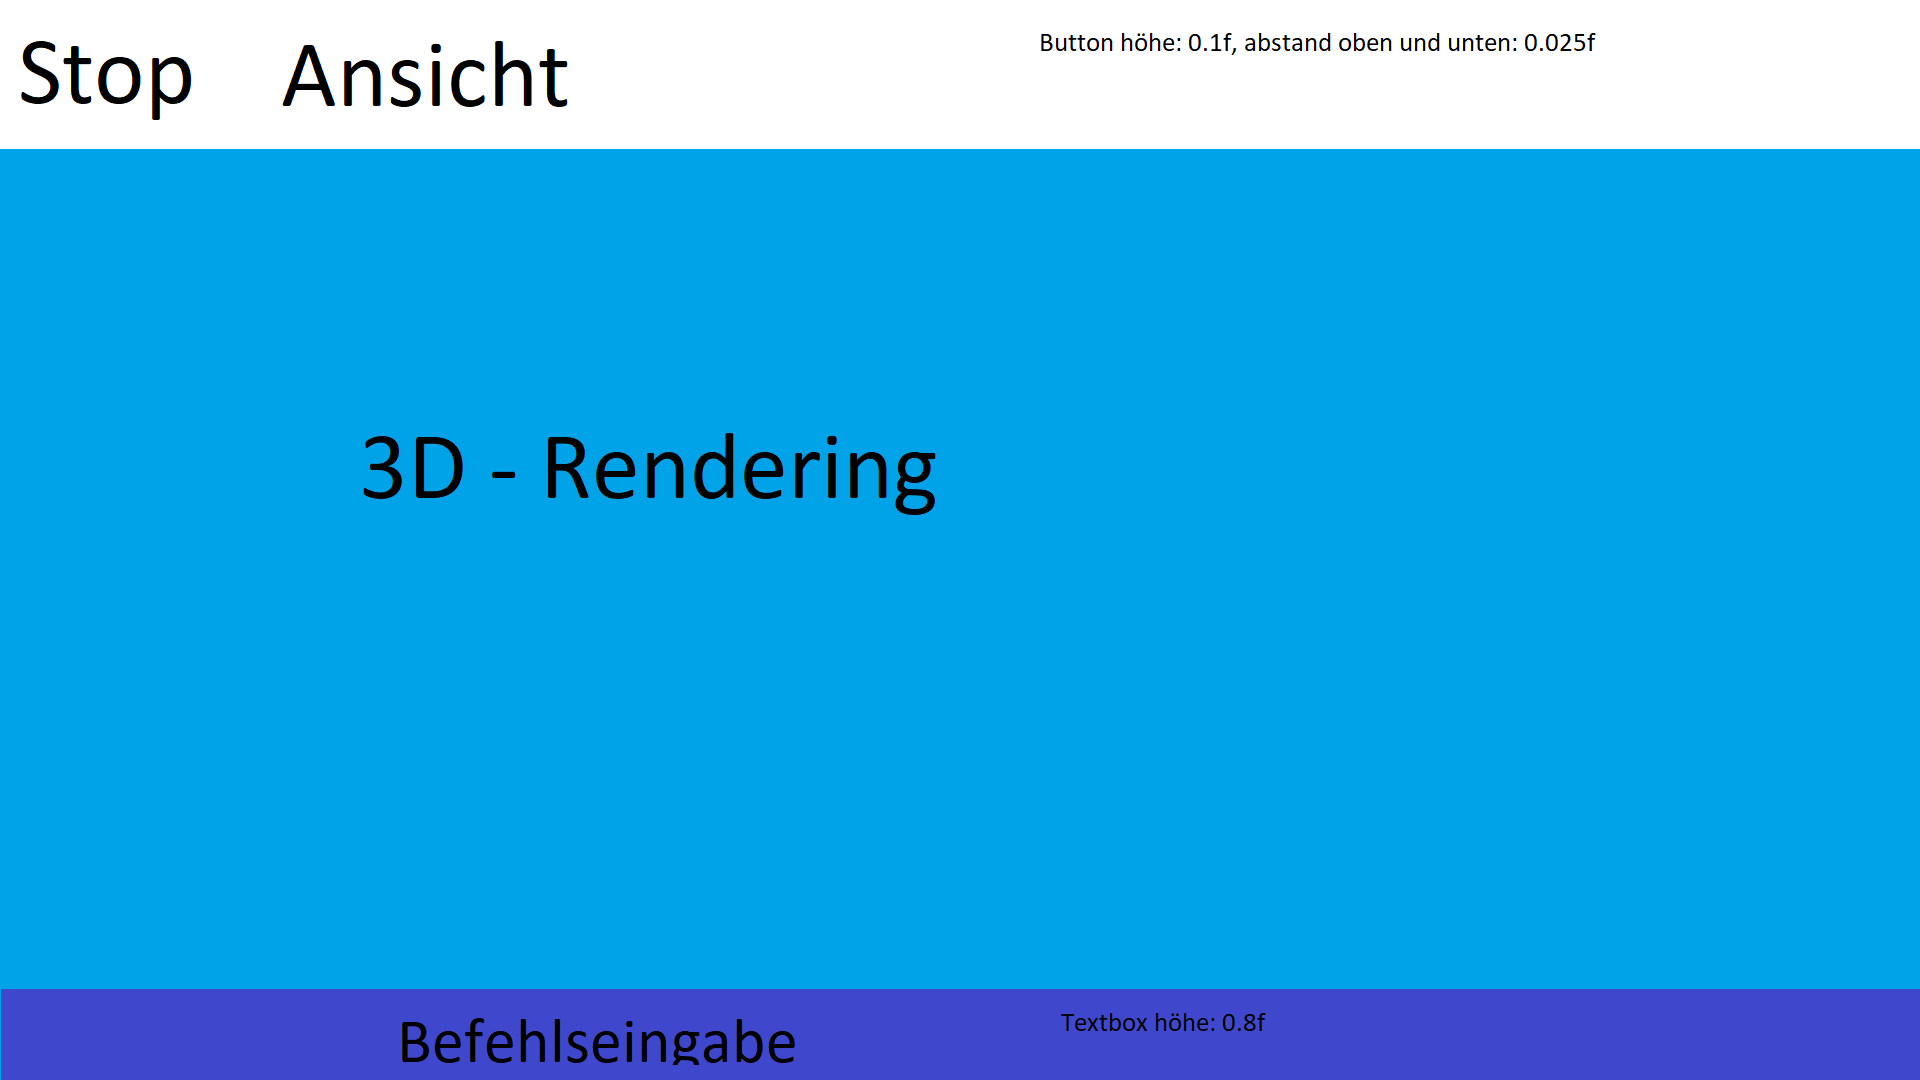 Stop Ansicht
Button höhe: 0.1f, abstand oben und unten: 0.025f
3D - Rendering
Befehlseingabe
Textbox höhe: 0.8f